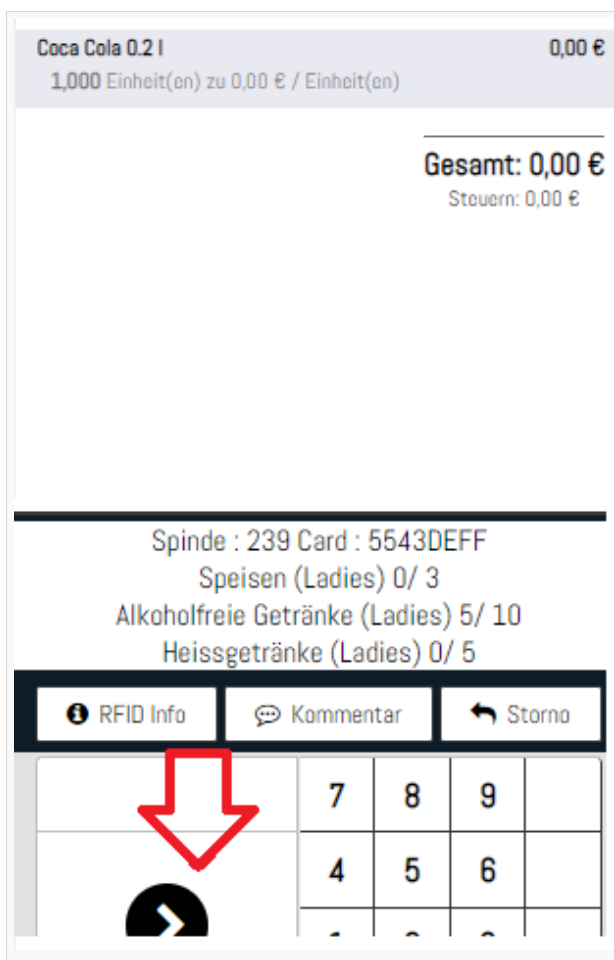 Coca Cola 0.2 l 0,00 €
1,000 Einheit(en) zu 0,00 € / Einheit(en)
Gesamt: 0,00 €
Steuern: 0,00 €
Spinde : 239 Card : 5543DEFF
Speisen (Ladies) 0/ 3
Alkoholfreie Getränke (Ladies) 5/ 10
Heissgetränke (Ladies) 0/ 5
RFID Info Kommentar Storno
7 8 9
4 5 6